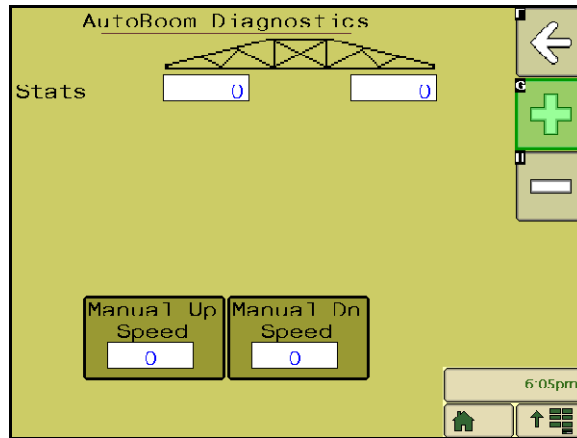 AutoBoom Diagnostics
F
Stats
0
0
G
Manual Up
Speed
0
Manual Dn
Speed
0
6:05pm